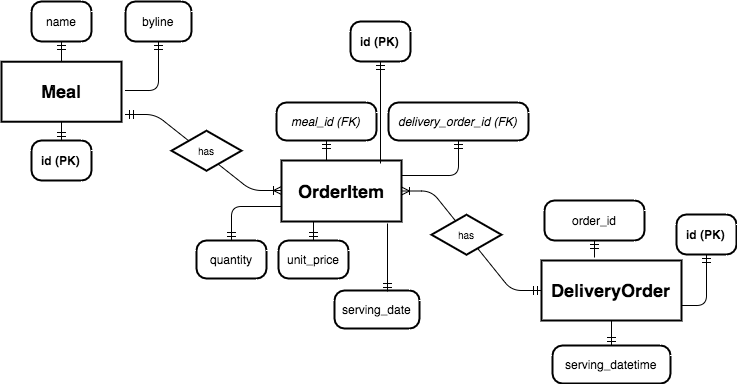 name
byline
id (PK)
Meal
meal_id (FK)
delivery_order_id (FK)
id (PK)
has
OrderItem
order_id
id (PK)
has
quantity
unit_price
DeliveryOrder
serving_date
serving_datetime